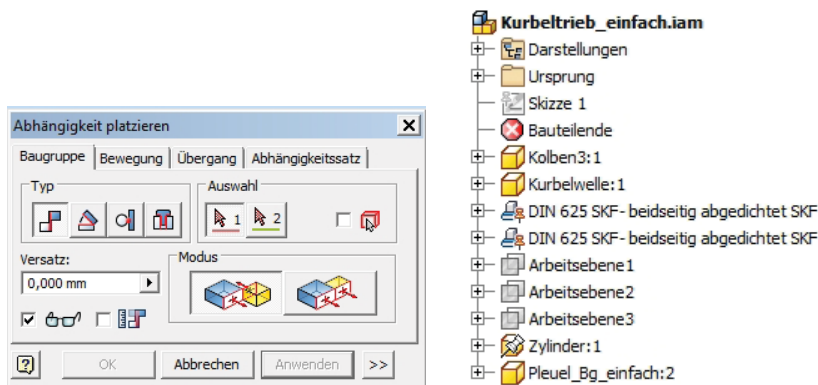 Abhängigkeit platzieren
Baugruppe Bewegung Übergang Abhängigkeitssatz
Typ Auswahl
1 2
Versatz: Modus
0,000 mm
OK Abbrechen Anwenden >>
Kurbeltrieb_einfach.iam
Darstellungen
Ursprung
Skizze 1
Bauteilende
Kolben3:1
Kurbelwelle:1
DIN 625 SKF- beidseitig abgedichtet SKF
DIN 625 SKF- beidseitig abgedichtet SKF
Arbeitsebene1
Arbeitsebene2
Arbeitsebene3
Zylinder:1
Pleuel_Bg_einfach:2